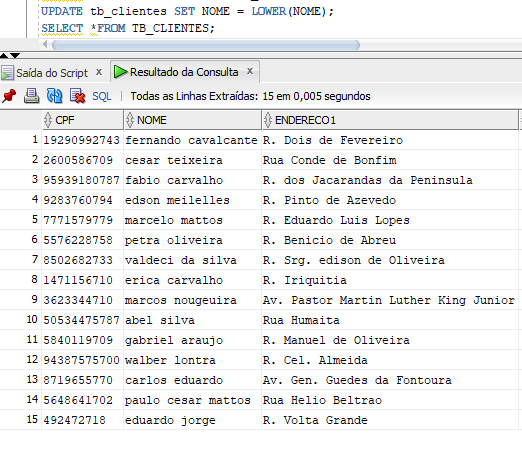 UPDATE tb_clientes SET NOME = LOWER(NOME);
SELECT *FROM TB_CLIENTES;
Saída do Script x Resultado da Consulta x
SQL | Todas as Linhas Extraídas: 15 em 0,005 segundos
CPF NOME ENDERECO1
1 19290992743 fernando cavalcante R. Dois de Fevereiro
2 2600586709 cesar teixeira Rua Conde de Bonfim
3 95939180787 fabio carvalho R. dos Jacarandas da Peninsula
4 9283760794 edson meilelles R. Pinto de Azevedo
5 7771579779 marcelo mattos R. Eduardo Luis Lopes
6 5576228758 petra oliveira R. Benicio de Abreu
7 8502682733 valdeci da silva R. Srg. edison de Oliveira
8 1471156710 erica carvalho R. Iriquitia
9 3623344710 marcos nougeuira Av. Pastor Martin Luther King Junior
10 50534475787 abel silva Rua Humaita
11 5840119709 gabriel araujo R. Manuel de Oliveira
12 94387575700 walber lontra R. Cel. Almeida
13 8719655770 carlos eduardo Av. Gen. Guedes da Fontoura
14 5648641702 paulo cesar mattos Rua Helio Beltrao
15 492472718 eduardo jorge R. Volta Grande